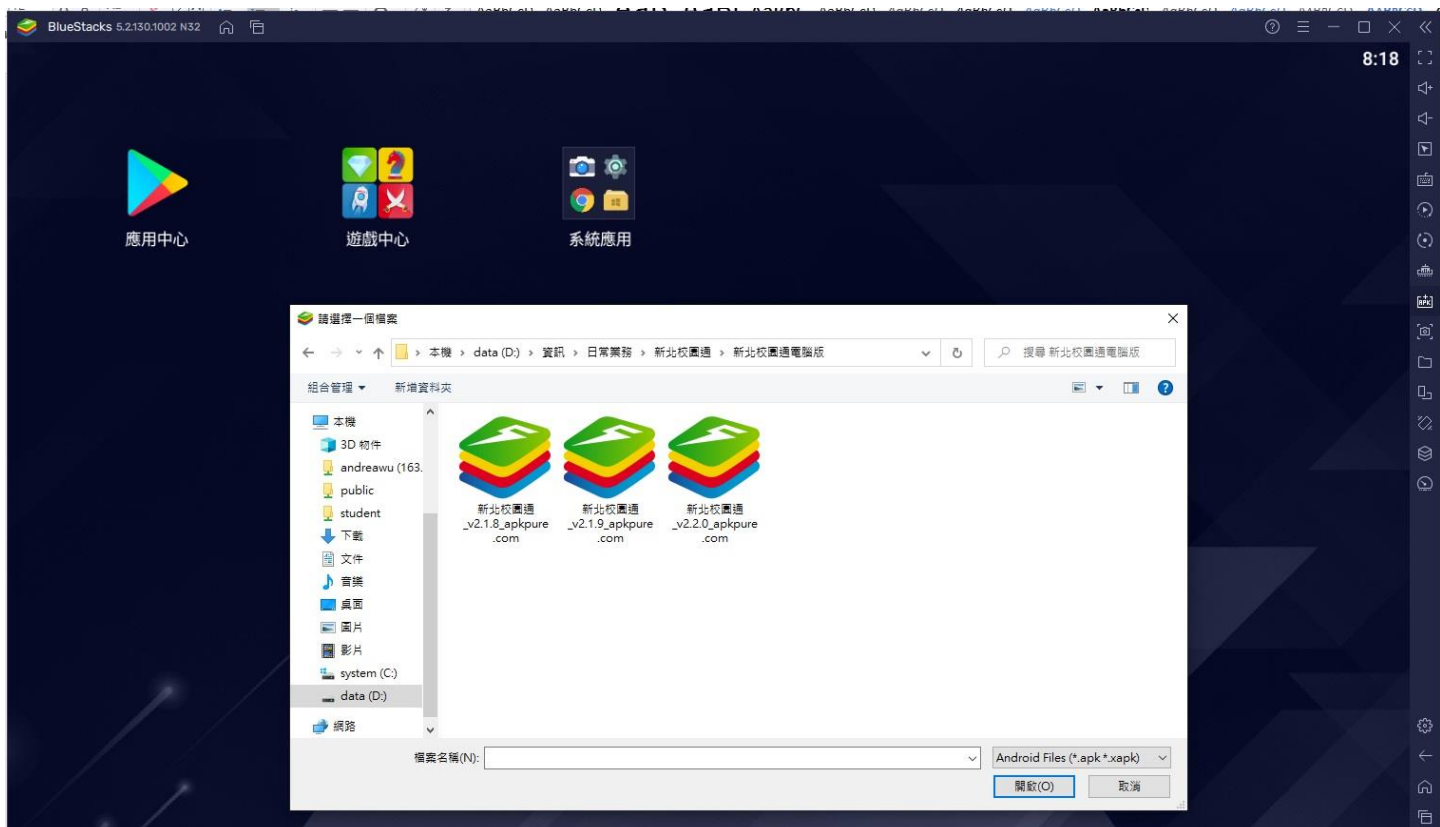 BlueStacks 5.2.130.1002 N32
8:18
應用中心
遊戲中心
系統應用
請選擇一個檔案
本機 › data (D:) › 資訊 › 日常業務 › 新北校園通 › 新北校園通電腦版
搜尋 新北校園通電腦版
組合管理
新增資料夾
本機
3D 物件
andreawu (163.
public
student
下載
文件
音樂
桌面
圖片
影片
system (C:)
data (D:)
網路
新北校園通
_v2.1.8_apkpure
.com
新北校園通
_v2.1.9_apkpure
.com
新北校園通
_v2.2.0_apkpure
.com
檔案名稱(N):
Android Files (*.apk *.xapk)
開啟(O)
取消